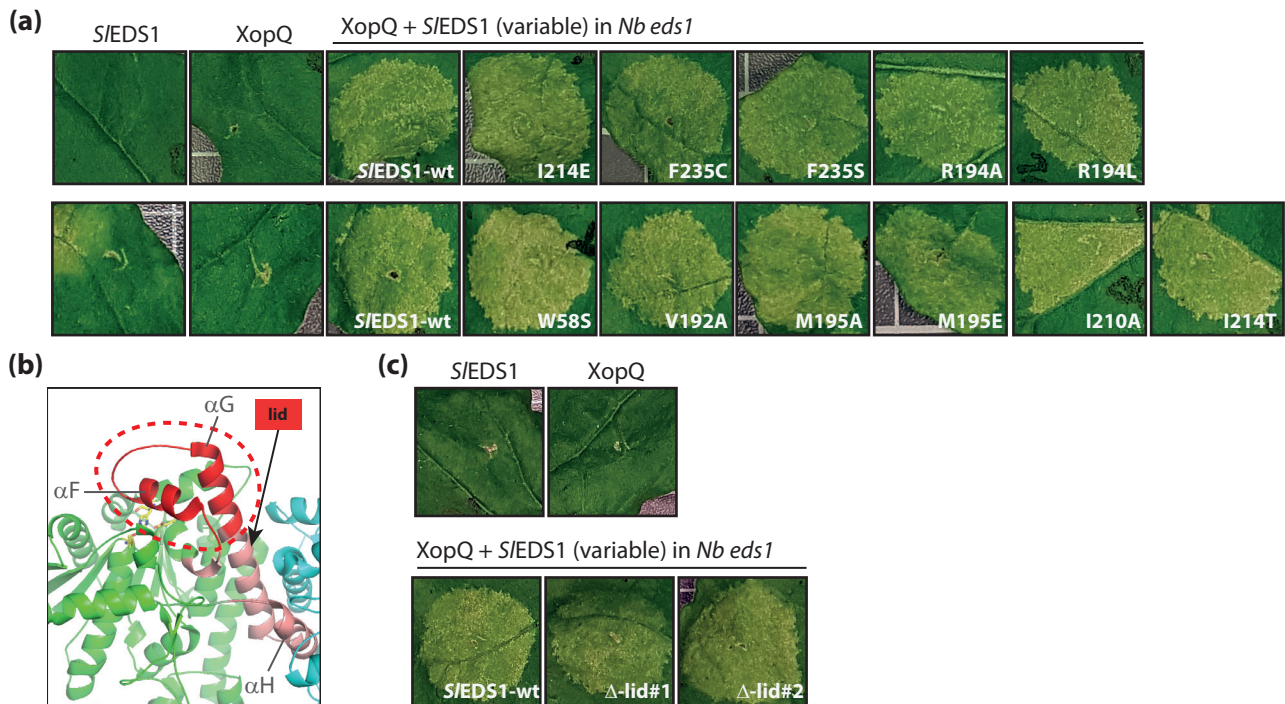 (a)
SlEDS1 XopQ XopQ + SlEDS1 (variable) in Nb eds1
SlEDS1-wt I214E F235C F235S R194A R194L
SlEDS1-wt W58S V192A M195A M195E I210A I214T
(b)
αG
lid
αF
αH
(c)
SlEDS1 XopQ
XopQ + SlEDS1 (variable) in Nb eds1
SlEDS1-wt Δ-lid#1 Δ-lid#2